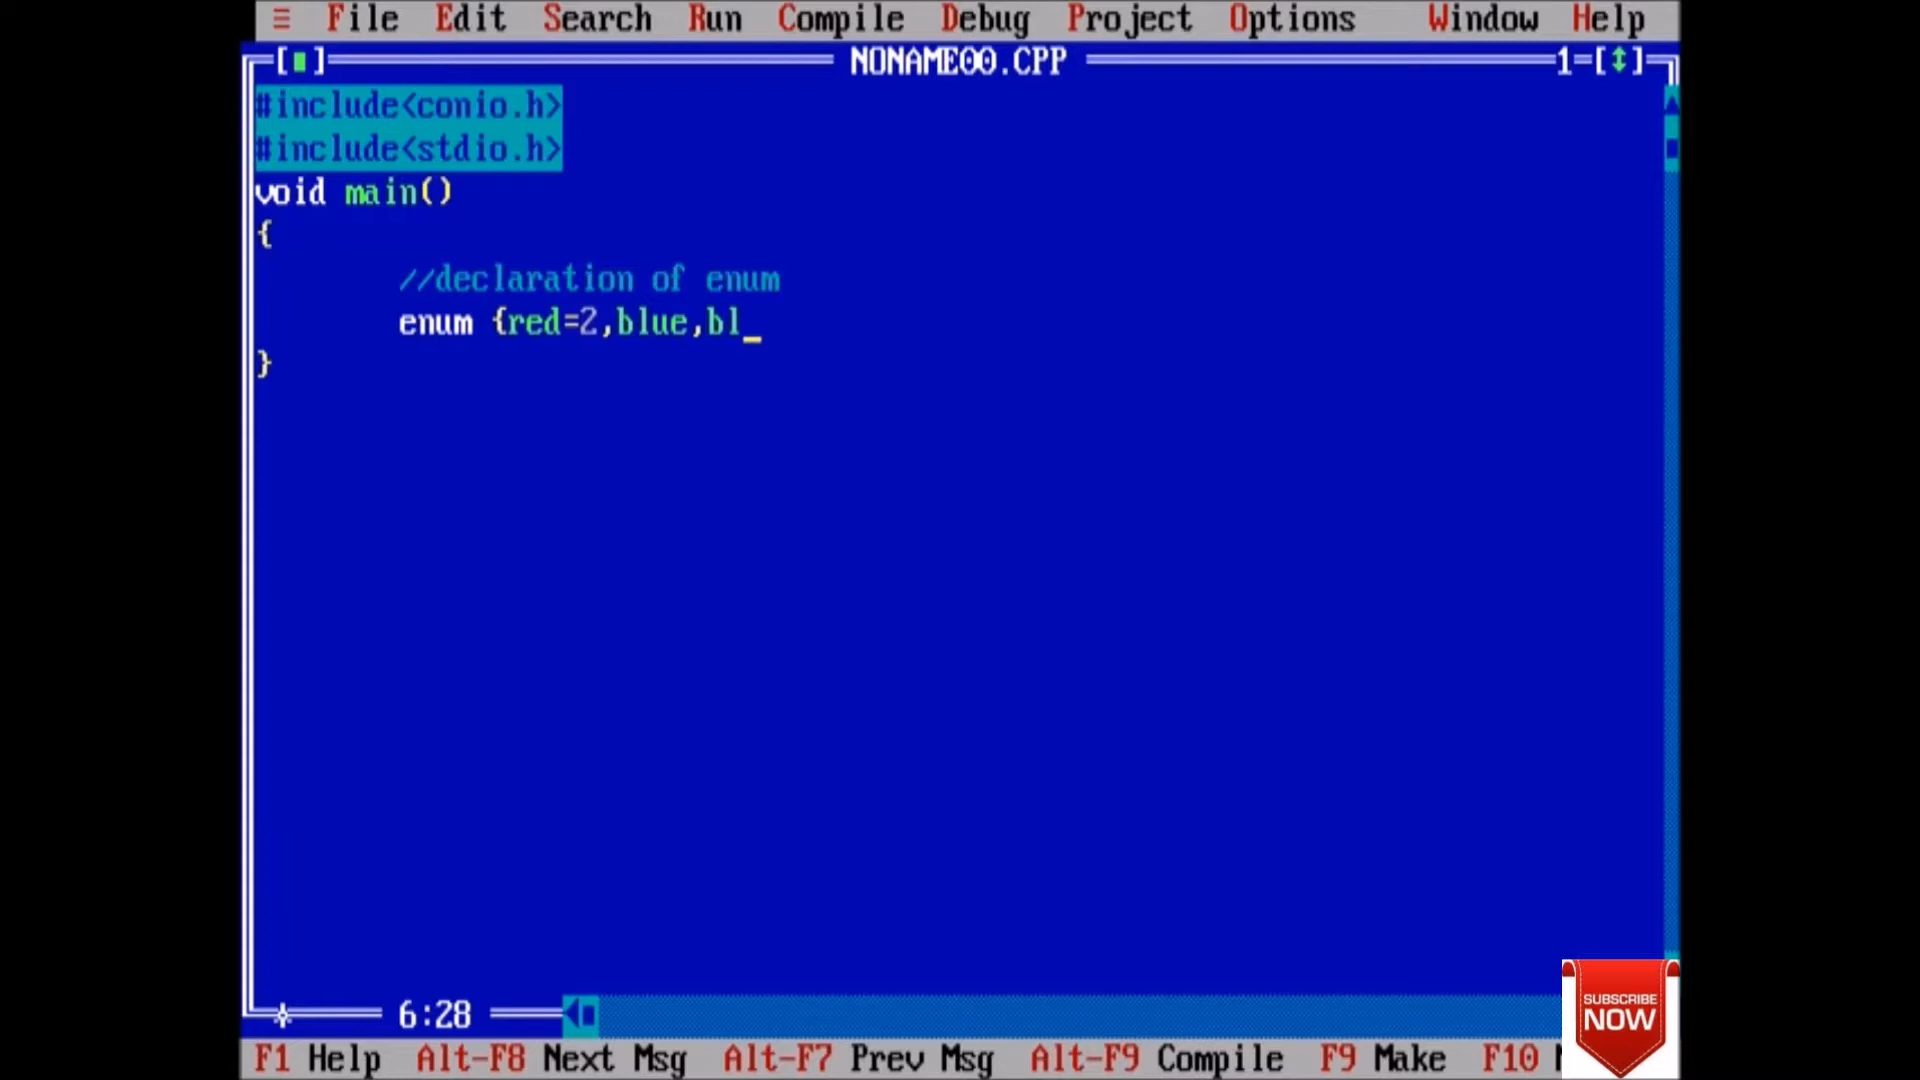 ≡ File Edit Search Run Compile Debug Project Options Window Help
[■] NONAME00.CPP 1=[↕]
#include<conio.h>
#include<stdio.h>
void main()
{
//declaration of enum
enum {red=2,blue,bl_
}
6:28
F1 Help Alt-F8 Next Msg Alt-F7 Prev Msg Alt-F9 Compile F9 Make F10
SUBSCRIBE
NOW